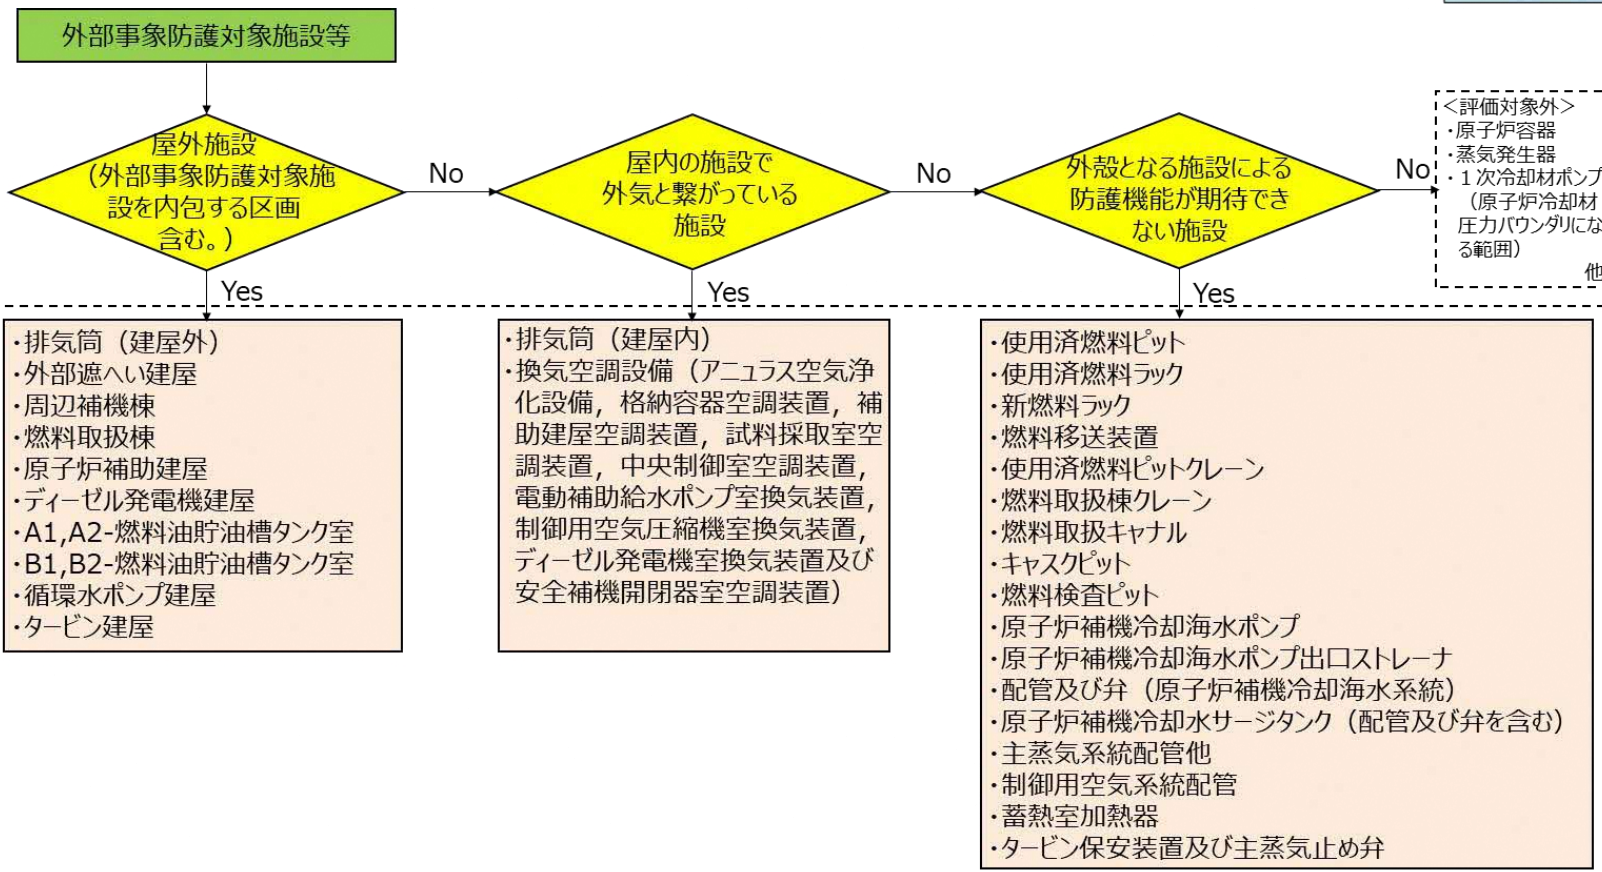 外部事象防護対象施設等
屋外施設
(外部事象防護対象施
設を内包する区画
含む。)
No
屋内の施設で
外気と繋がっている
施設
No
外殻となる施設による
防護機能が期待でき
ない施設
No
＜評価対象外＞
・原子炉容器
・蒸気発生器
・１次冷却材ポンプ
（原子炉冷却材
圧力バウンダリにな
る範囲）
他
Yes
Yes
Yes
・排気筒（建屋外）
・外部遮へい建屋
・周辺補機棟
・燃料取扱棟
・原子炉補助建屋
・ディーゼル発電機建屋
・A1,A2-燃料油貯油槽タンク室
・B1,B2-燃料油貯油槽タンク室
・循環水ポンプ建屋
・タービン建屋
・排気筒（建屋内）
・換気空調設備（アニュラス空気浄
化設備，格納容器空調装置，補
助建屋空調装置，試料採取室空
調装置，中央制御室空調装置，
電動補助給水ポンプ室換気装置，
制御用空気圧縮機室換気装置，
ディーゼル発電機室換気装置及び
安全補機開閉器室空調装置）
・使用済燃料ピット
・使用済燃料ラック
・新燃料ラック
・燃料移送装置
・使用済燃料ピットクレーン
・燃料取扱棟クレーン
・燃料取扱キャナル
・キャスクピット
・燃料検査ピット
・原子炉補機冷却海水ポンプ
・原子炉補機冷却海水ポンプ出口ストレーナ
・配管及び弁（原子炉補機冷却海水系統）
・原子炉補機冷却水サージタンク（配管及び弁を含む）
・主蒸気系統配管他
・制御用空気系統配管
・蓄熱室加熱器
・タービン保安装置及び主蒸気止め弁